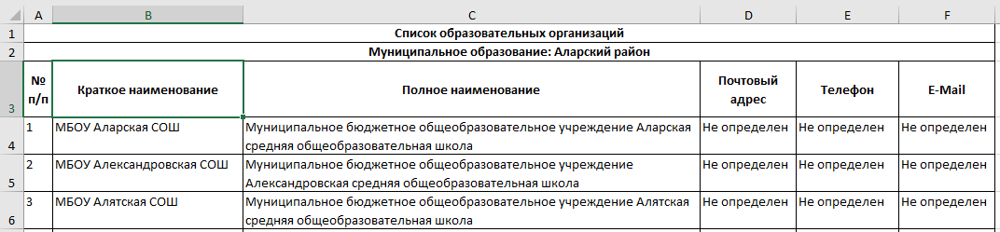 A B C D E F
1 Список образовательных организаций
2 Муниципальное образование: Аларский район
№ Почтовый
п/п Краткое наименование Полное наименование адрес Телефон E-Mail
3
1 МБОУ Аларская СОШ Муниципальное бюджетное общеобразовательное учреждение Аларская Не определен Не определен Не определен
4 средняя общеобразовательная школа
2 МБОУ Александровская СОШ Муниципальное бюджетное общеобразовательное учреждение Не определен Не определен Не определен
5 Александровская средняя общеобразовательная школа
3 МБОУ Алятская СОШ Муниципальное бюджетное общеобразовательное учреждение Алятская Не определен Не определен Не определен
6 средняя общеобразовательная школа